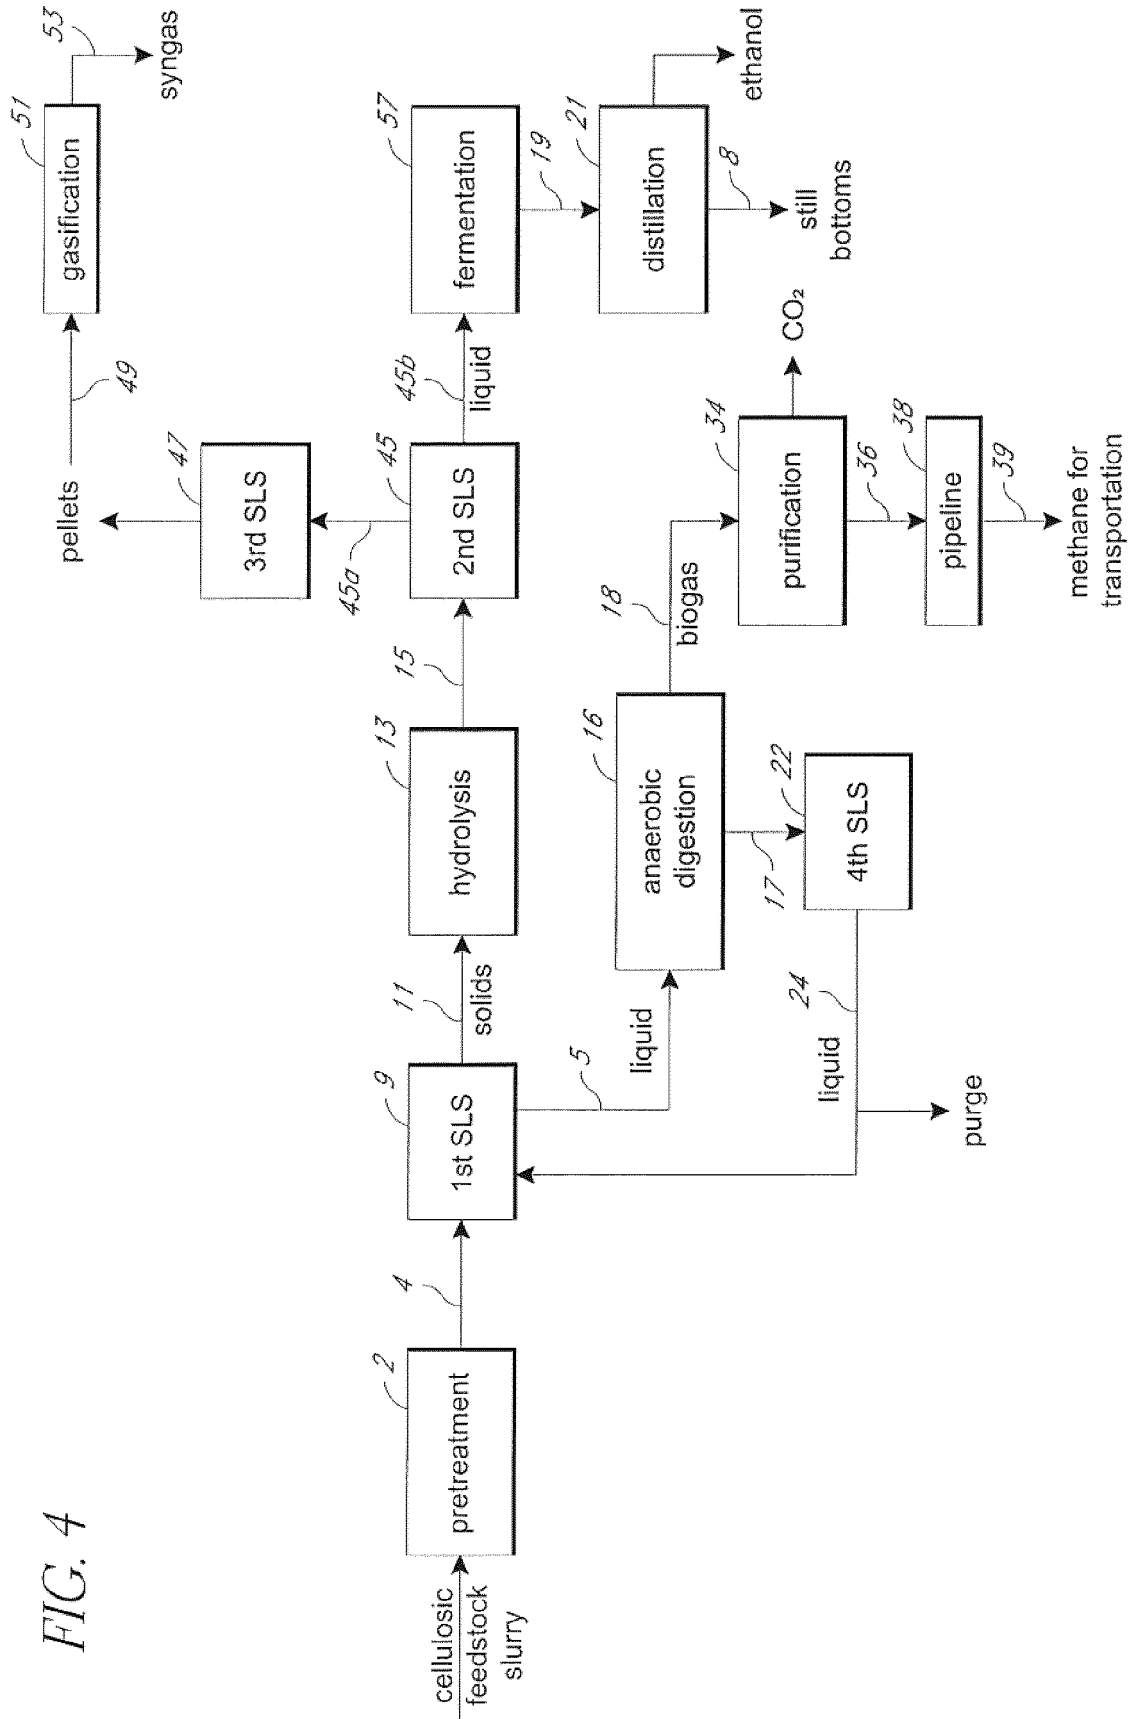 FIG. 4
cellulosic
feedstock
slurry
2
pretreatment
4
9
1st SLS
11
solids
13
hydrolysis
15
45
2nd SLS
45a
47
3rd SLS
pellets
49
51
gasification
53
syngas
45b
liquid
57
fermentation
19
21
distillation
ethanol
8
still
bottoms
5
liquid
16
anaerobic
digestion
18
biogas
34
purification
CO₂
36
38
pipeline
39
methane for
transportation
17
22
4th SLS
24
liquid
purge